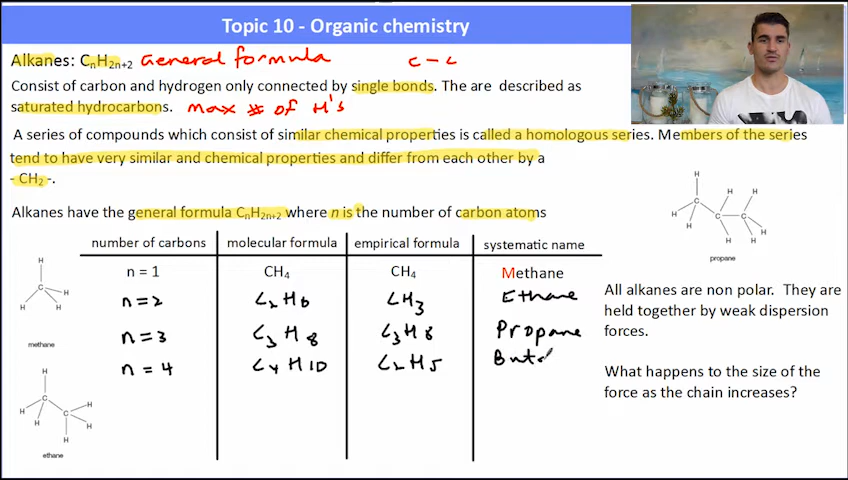 Topic 10 - Organic chemistry
Alkanes: CnH2n+2 General formula C - C
Consist of carbon and hydrogen only connected by single bonds. The are described as
saturated hydrocarbons. max # of H's
A series of compounds which consist of similar chemical properties is called a homologous series. Members of the series
tend to have very similar and chemical properties and differ from each other by a
- CH2 -.
Alkanes have the general formula CnH2n+2 where n is the number of carbon atoms
number of carbons molecular formula empirical formula systematic name
n = 1 CH4 CH4 Methane
n = 2 C2H6 CH3 Ethane
n = 3 C3H8 C3H8 Propane
n = 4 C4H10 C2H5 Buta
H
C
H
H
H
methane
H
H
C
C
H
H
H
H
ethane
H
H
H
H
C
C
C
H
H
H
H
propane
All alkanes are non polar. They are
held together by weak dispersion
forces.
What happens to the size of the
force as the chain increases?